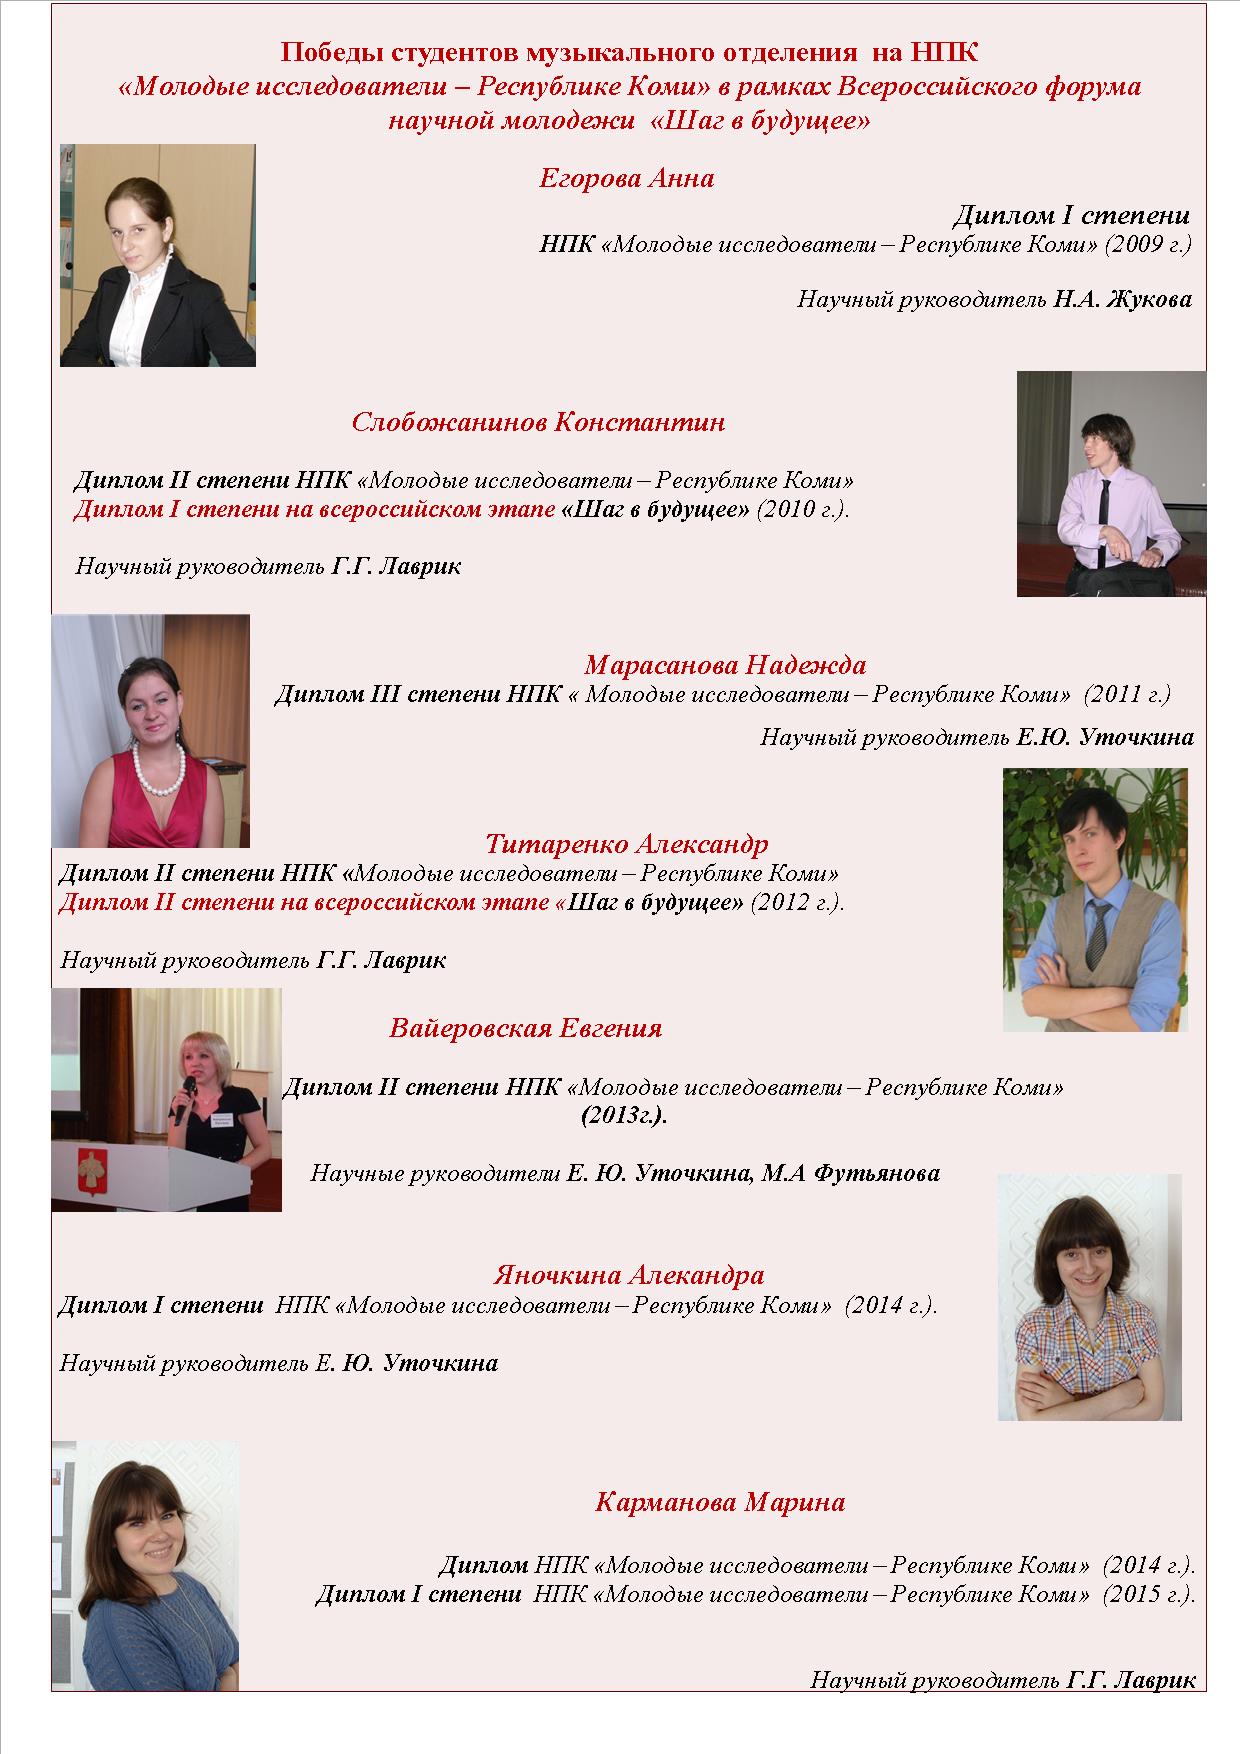 Победы студентов музыкального отделения на НПК
«Молодые исследователи – Республике Коми» в рамках Всероссийского форума
научной молодежи «Шаг в будущее»
Егорова Анна
Диплом I степени
НПК «Молодые исследователи – Республике Коми» (2009 г.)
Научный руководитель Н.А. Жукова
Слобожанинов Константин
Диплом II степени НПК «Молодые исследователи – Республике Коми»
Диплом I степени на всероссийском этапе «Шаг в будущее» (2010 г.).
Научный руководитель Г.Г. Лаврик
Марасанова Надежда
Диплом III степени НПК « Молодые исследователи – Республике Коми» (2011 г.)
Научный руководитель Е.Ю. Уточкина
Титаренко Александр
Диплом II степени НПК «Молодые исследователи – Республике Коми»
Диплом II степени на всероссийском этапе «Шаг в будущее» (2012 г.).
Научный руководитель Г.Г. Лаврик
Вайеровская Евгения
Диплом II степени НПК «Молодые исследователи – Республике Коми»
(2013г.).
Научные руководители Е. Ю. Уточкина, М.А Футьянова
Яночкина Алекандра
Диплом I степени НПК «Молодые исследователи – Республике Коми» (2014 г.).
Научный руководитель Е. Ю. Уточкина
Карманова Марина
Диплом НПК «Молодые исследователи – Республике Коми» (2014 г.).
Диплом I степени НПК «Молодые исследователи – Республике Коми» (2015 г.).
Научный руководитель Г.Г. Лаврик